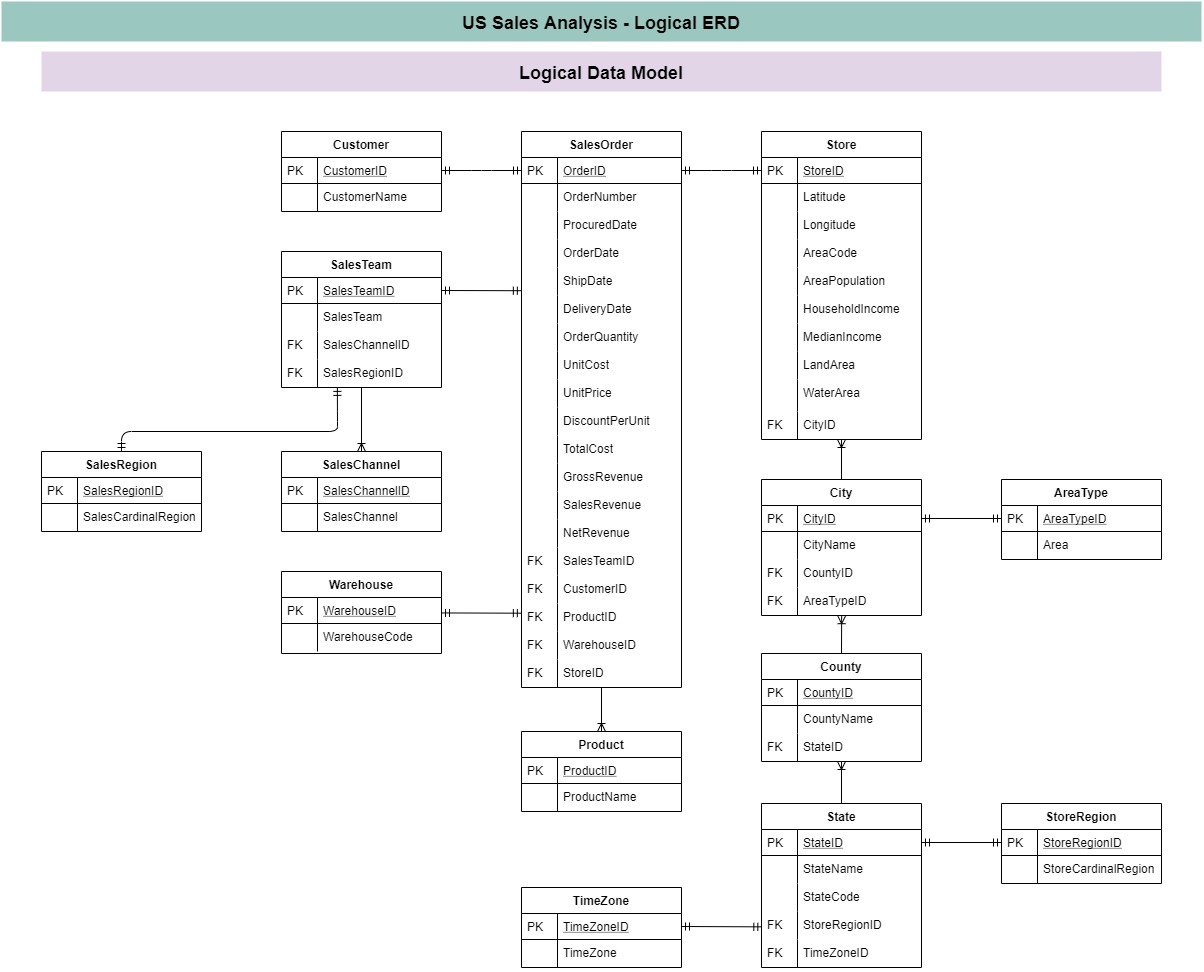 US Sales Analysis - Logical ERD
Logical Data Model
Customer
PK CustomerID
CustomerName
SalesTeam
PK SalesTeamID
SalesTeam
FK SalesChannelID
FK SalesRegionID
SalesRegion
PK SalesRegionID
SalesCardinalRegion
SalesChannel
PK SalesChannelID
SalesChannel
Warehouse
PK WarehouseID
WarehouseCode
SalesOrder
PK OrderID
OrderNumber
ProcuredDate
OrderDate
ShipDate
DeliveryDate
OrderQuantity
UnitCost
UnitPrice
DiscountPerUnit
TotalCost
GrossRevenue
SalesRevenue
NetRevenue
FK SalesTeamID
FK CustomerID
FK ProductID
FK WarehouseID
FK StoreID
Product
PK ProductID
ProductName
Store
PK StoreID
Latitude
Longitude
AreaCode
AreaPopulation
HouseholdIncome
MedianIncome
LandArea
WaterArea
FK CityID
City
PK CityID
CityName
FK CountyID
FK AreaTypeID
AreaType
PK AreaTypeID
Area
County
PK CountyID
CountyName
FK StateID
State
PK StateID
StateName
StateCode
FK StoreRegionID
FK TimeZoneID
StoreRegion
PK StoreRegionID
StoreCardinalRegion
TimeZone
PK TimeZoneID
TimeZone